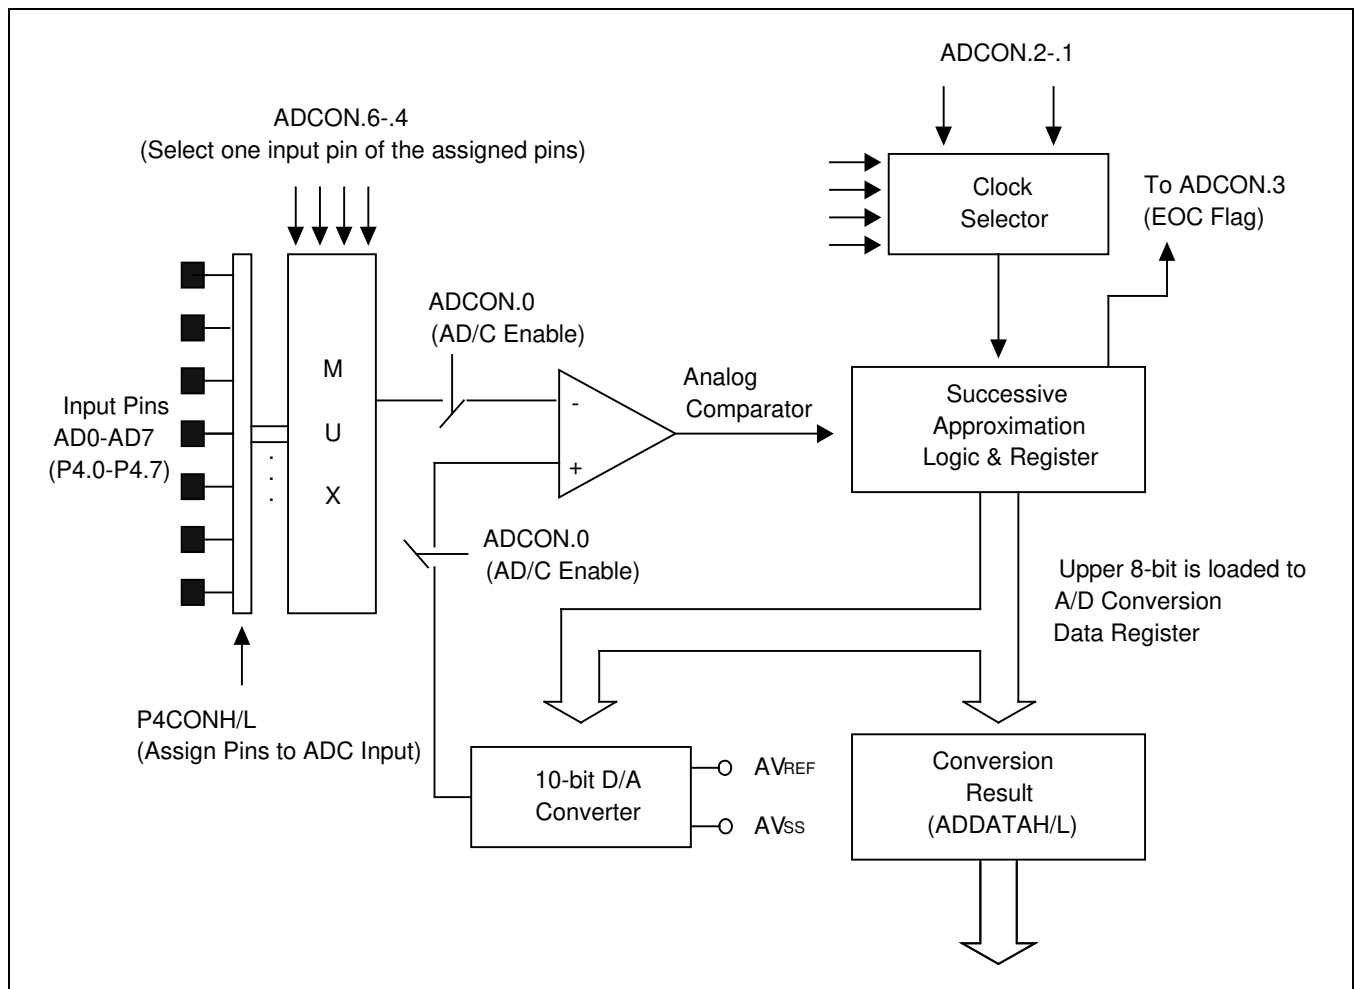 ADCON.2-.1
ADCON.6-.4
(Select one input pin of the assigned pins)
Clock
Selector
To ADCON.3
(EOC Flag)
ADCON.0
(AD/C Enable)
M
U
X
Input Pins
AD0-AD7
(P4.0-P4.7)
.
.
.
-
+
Analog
Comparator
Successive
Approximation
Logic & Register
ADCON.0
(AD/C Enable)
Upper 8-bit is loaded to
A/D Conversion
Data Register
P4CONH/L
(Assign Pins to ADC Input)
10-bit D/A
Converter
AVREF
AVSS
Conversion
Result
(ADDATAH/L)